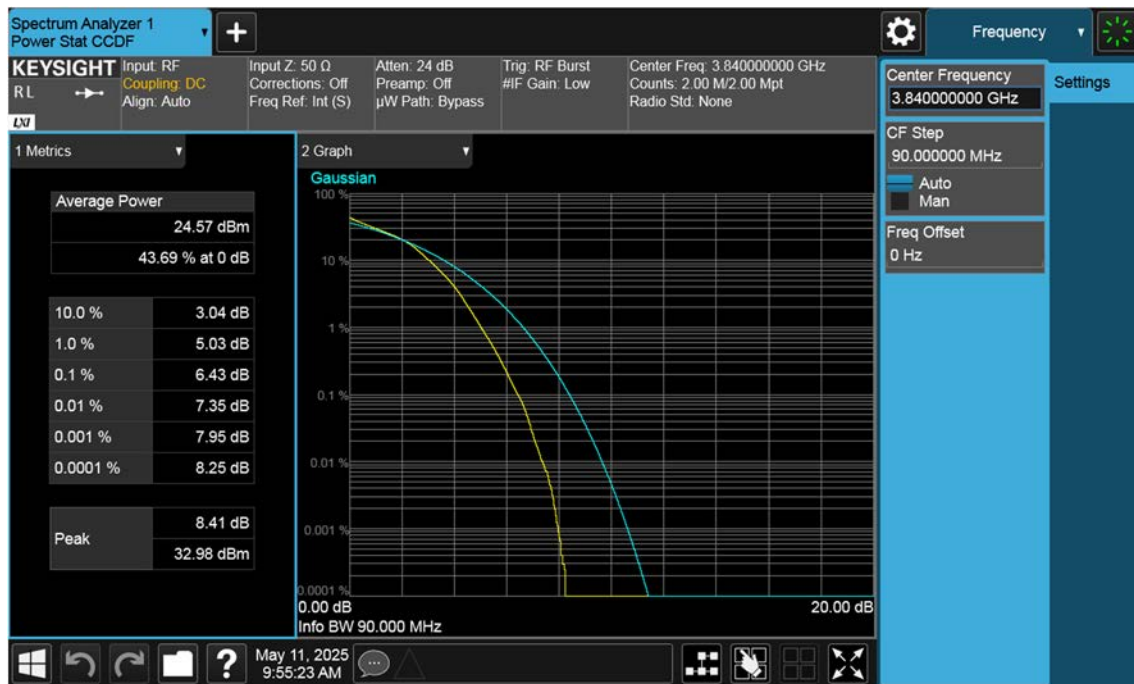 Spectrum Analyzer 1
Power Stat CCDF
Frequency
KEYSIGHT
R L
LXI
Input: RF
Coupling: DC
Align: Auto
Input Z: 50 Ω
Corrections: Off
Freq Ref: Int (S)
Atten: 24 dB
Preamp: Off
µW Path: Bypass
Trig: RF Burst
#IF Gain: Low
Center Freq: 3.840000000 GHz
Counts: 2.00 M/2.00 Mpt
Radio Std: None
Center Frequency
3.840000000 GHz
Settings
CF Step
90.000000 MHz
Auto
Man
Freq Offset
0 Hz
1 Metrics
Average Power
24.57 dBm
43.69 % at 0 dB
10.0 % 3.04 dB
1.0 % 5.03 dB
0.1 % 6.43 dB
0.01 % 7.35 dB
0.001 % 7.95 dB
0.0001 % 8.25 dB
Peak 8.41 dB
32.98 dBm
2 Graph
Gaussian
100 %
10 %
1 %
0.1 %
0.01 %
0.001 %
0.0001 %
0.00 dB 20.00 dB
Info BW 90.000 MHz
?
May 11, 2025
9:55:23 AM